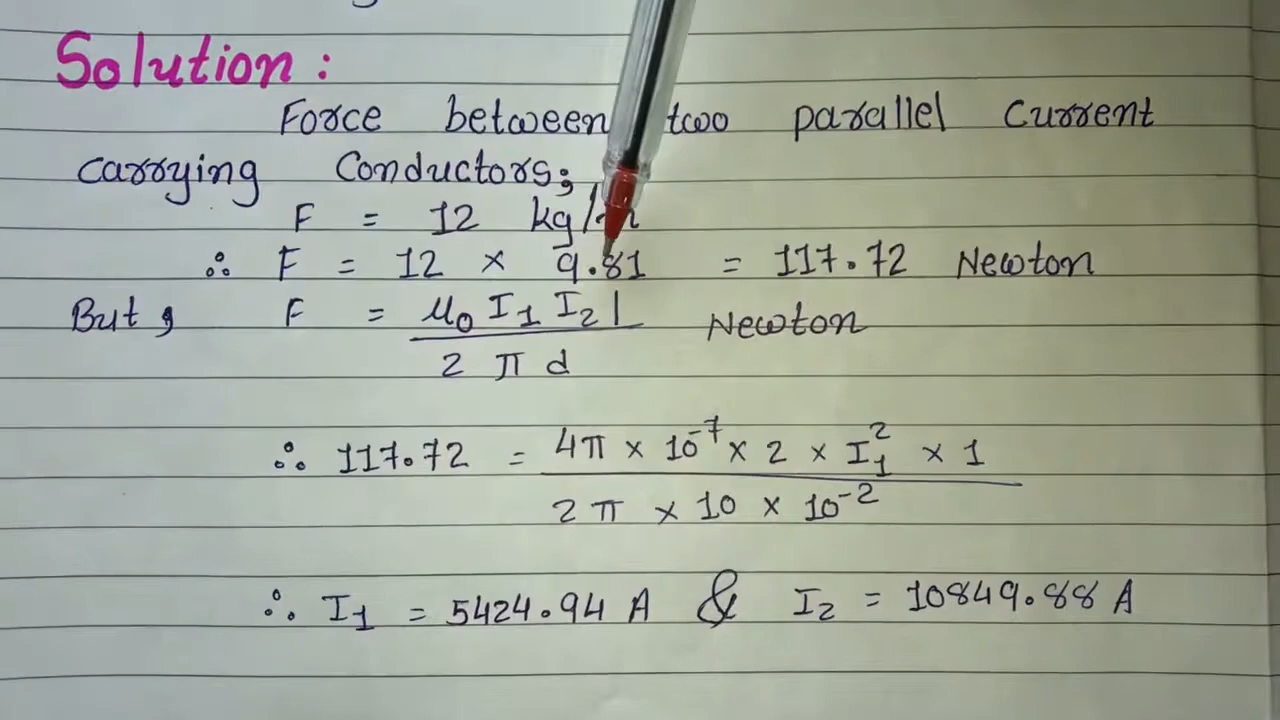 Solution :
Force between two parallel current
carrying Conductors;
F = 12 kg/m
∴ F = 12 × 9.81 = 117.72 Newton
But, F = μ₀ I₁ I₂ l / 2 π d Newton
∴ 117.72 = 4π × 10⁻⁷ × 2 × I₁² × 1 / 2π × 10 × 10⁻²
∴ I₁ = 5424.94 A & I₂ = 10849.88 A